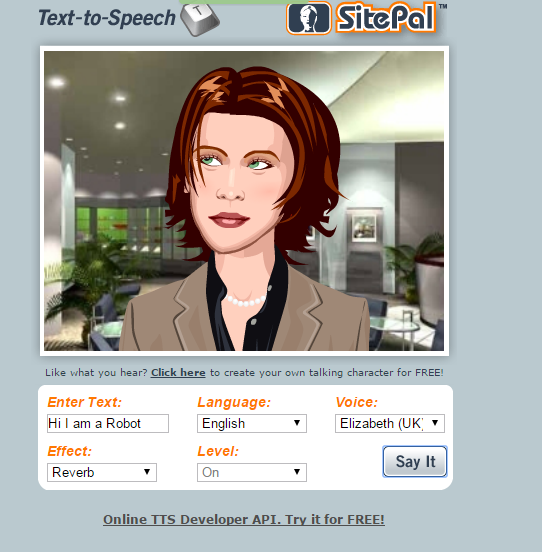 Text-to-Speech T SitePal™
Like what you hear? Click here to create your own talking character for FREE!
Enter Text: Language: Voice:
Hi I am a Robot English Elizabeth (UK)
Effect: Level:
Reverb On Say It
Online TTS Developer API. Try it for FREE!